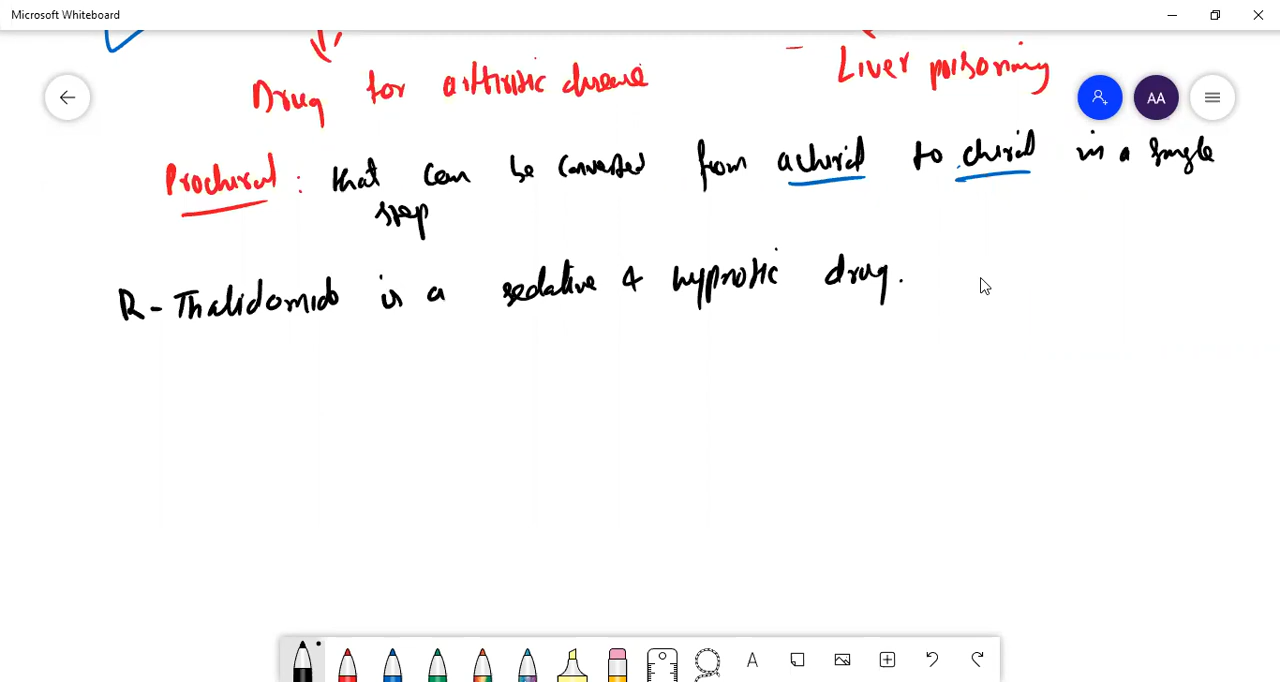 Microsoft Whiteboard
Drug for arthritic disease
Liver poisoning
AA
Prochiral : that can be converted from achiral to chiral in a single
step
R-Thalidomid is a sedative & hypnotic drug.
A